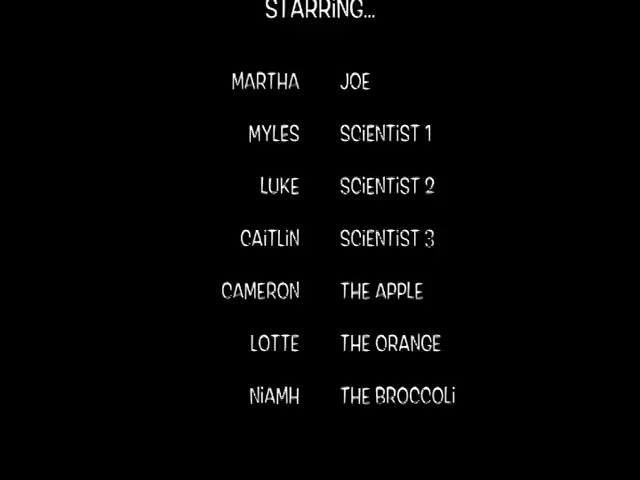 STARRiNG...
MARTHA JOE
MYLES SCiENTiST 1
LUKE SCiENTiST 2
CAiTLiN SCiENTiST 3
CAMERON THE APPLE
LOTTE THE ORANGE
NiAMH THE BROCCOLi